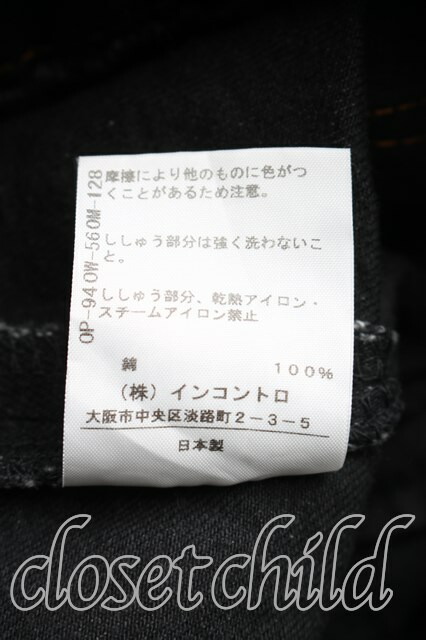 OP-940W-560M-128
摩擦により他のものに色がつ
くことがあるため注意。
ししゅう部分は強く洗わないこ
と。
ししゅう部分、乾熱アイロン・
スチームアイロン禁止
綿 100%
(株)インコントロ
大阪市中央区淡路町2-3-5
日本製
closetchild